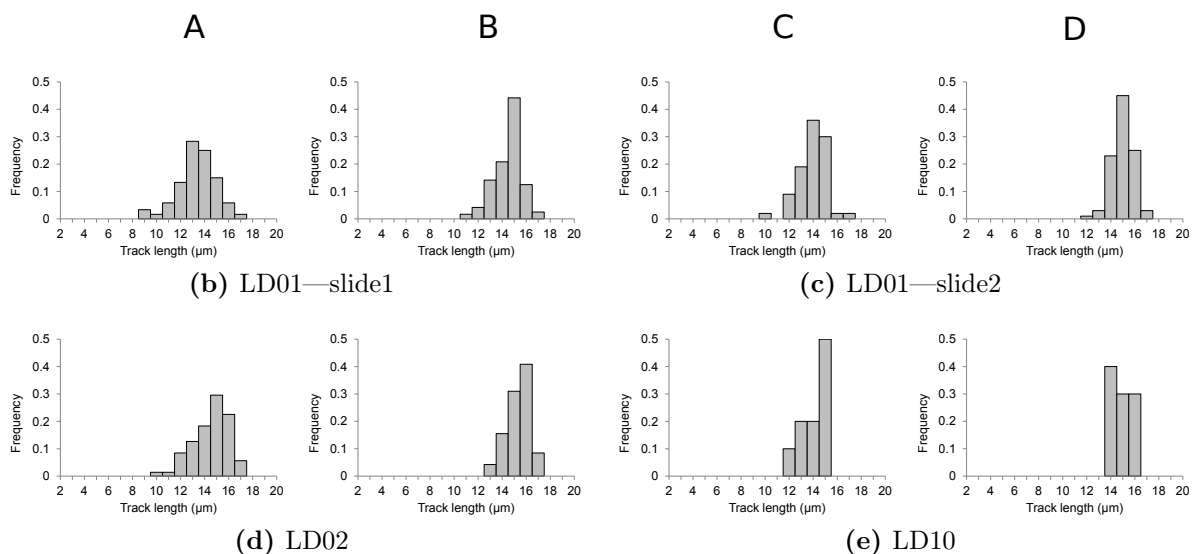 A B C D
0.5 0.5 0.5 0.5
0.4 0.4 0.4 0.4
0.3 0.3 0.3 0.3
0.2 0.2 0.2 0.2
0.1 0.1 0.1 0.1
0 0 0 0
Frequency Frequency Frequency Frequency
2 4 6 8 10 12 14 16 18 20 2 4 6 8 10 12 14 16 18 20 2 4 6 8 10 12 14 16 18 20 2 4 6 8 10 12 14 16 18 20
Track length (µm) Track length (µm) Track length (µm) Track length (µm)
(b) LD01—slide1 (c) LD01—slide2
0.5 0.5 0.5 0.5
0.4 0.4 0.4 0.4
0.3 0.3 0.3 0.3
0.2 0.2 0.2 0.2
0.1 0.1 0.1 0.1
0 0 0 0
Frequency Frequency Frequency Frequency
2 4 6 8 10 12 14 16 18 20 2 4 6 8 10 12 14 16 18 20 2 4 6 8 10 12 14 16 18 20 2 4 6 8 10 12 14 16 18 20
Track length (µm) Track length (µm) Track length (µm) Track length (µm)
(d) LD02 (e) LD10